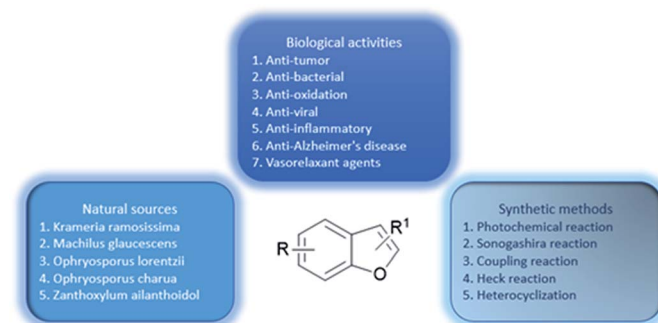 Biological activities
1. Anti-tumor
2. Anti-bacterial
3. Anti-oxidation
4. Anti-viral
5. Anti-inflammatory
6. Anti-Alzheimer's disease
7. Vasorelaxant agents
Natural sources
1. Krameria ramosissima
2. Machilus glaucescens
3. Ophryosporus lorentzii
4. Ophryosporus charua
5. Zanthoxylum ailanthoidol
R
R¹
O
Synthetic methods
1. Photochemical reaction
2. Sonogashira reaction
3. Coupling reaction
4. Heck reaction
5. Heterocyclization